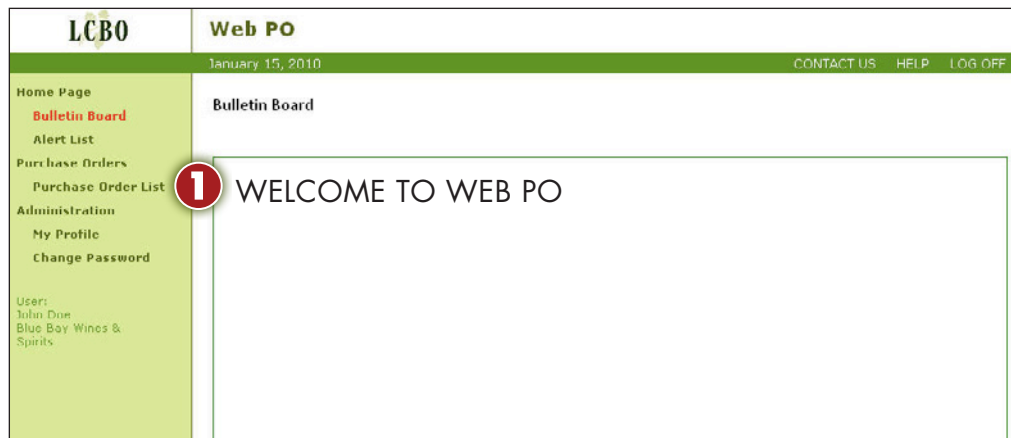 LCBO
Web PO
January 15, 2010
CONTACT US HELP LOG OFF
Home Page
Bulletin Board
Alert List
Purchase Orders
Purchase Order List
Administration
My Profile
Change Password
User:
John Doe
Blue Bay Wines &
Spirits
Bulletin Board
1 WELCOME TO WEB PO